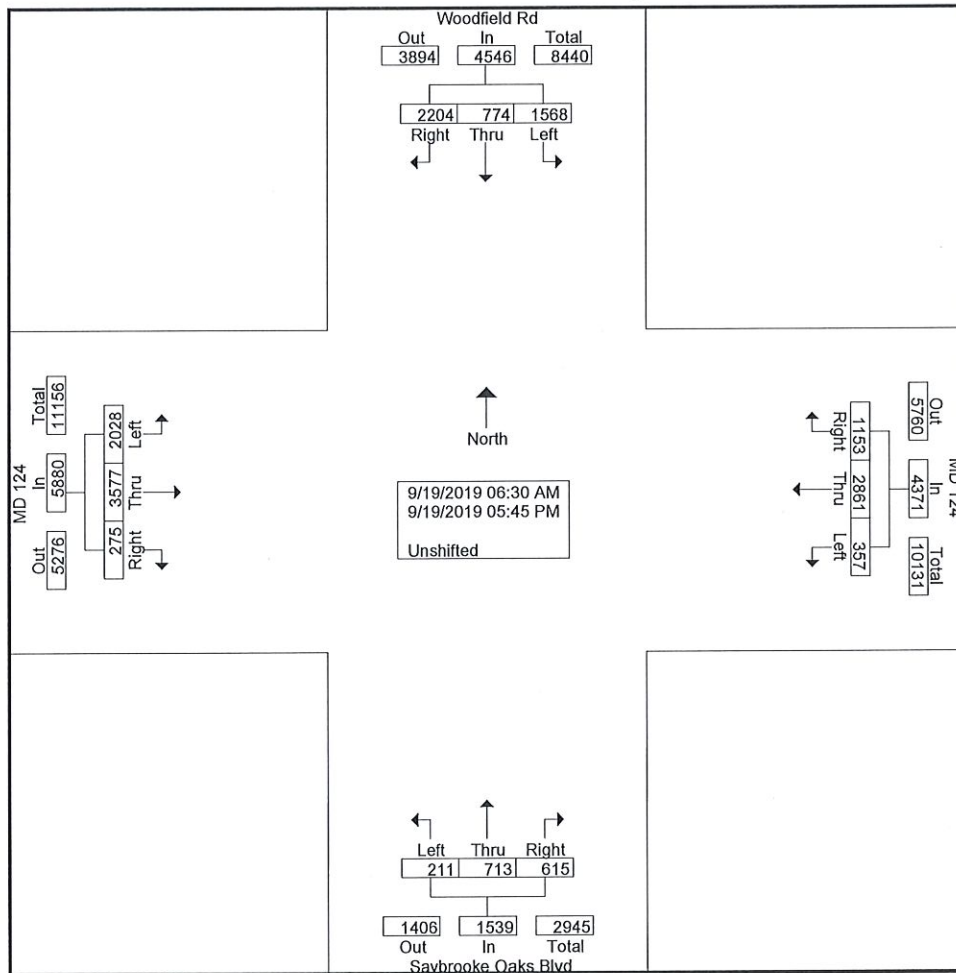 Woodfield Rd
Out In Total
3894 4546 8440
2204 774 1568
Right Thru Left
MD 124
Total In Out
11156 5880 5276
2028 3577 275
Left Thru Right
North
9/19/2019 06:30 AM
9/19/2019 05:45 PM
Unshifted
Right Thru Left
1153 2861 357
Out In Total
5760 4371 10131
MD 124
Left Thru Right
211 713 615
1406 1539 2945
Out In Total
Saybrooke Oaks Blvd